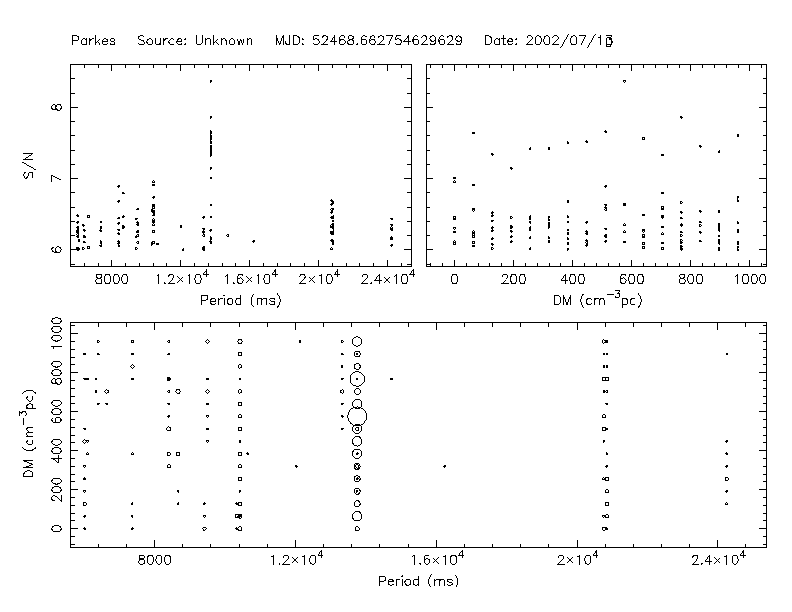 Parkes Source: Unknown MJD: 52468.662754629629 Date: 2002/07/
8
7
6
S/N
8000 1.2×10⁴ 1.6×10⁴ 2×10⁴ 2.4×10⁴
Period (ms)
0 200 400 600 800 1000
DM (cm⁻³pc)
1000
800
600
400
200
0
DM (cm⁻³pc)
8000 1.2×10⁴ 1.6×10⁴ 2×10⁴ 2.4×10⁴
Period (ms)